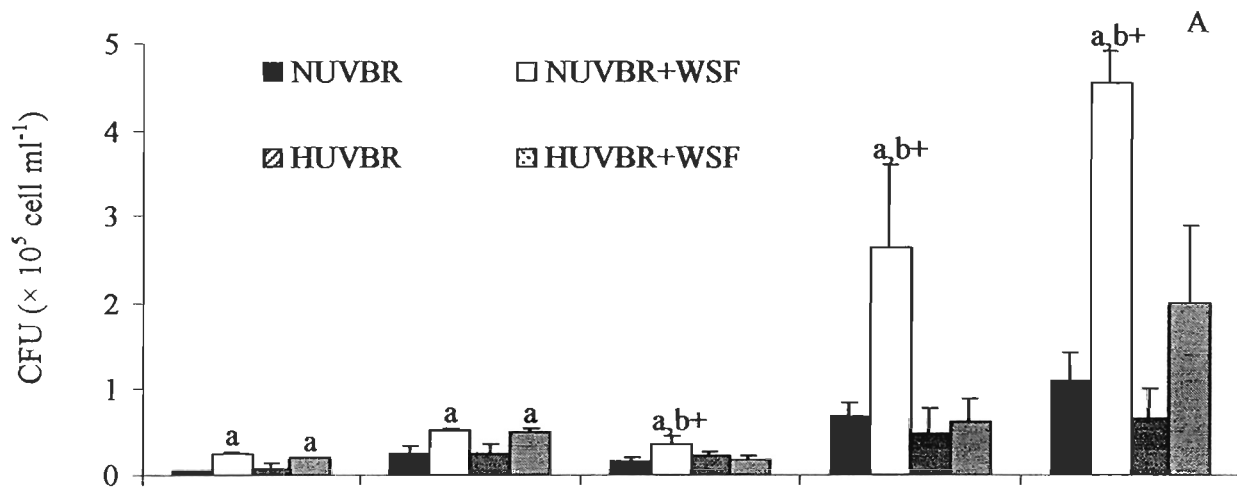 A
a,b+
5
NUVBR
NUVBR+WSF
4
HUVBR
HUVBR+WSF
a,b+
3
2
1
a
a
a
a
a,b+
0
CFU (× 10⁵ cell ml⁻¹)